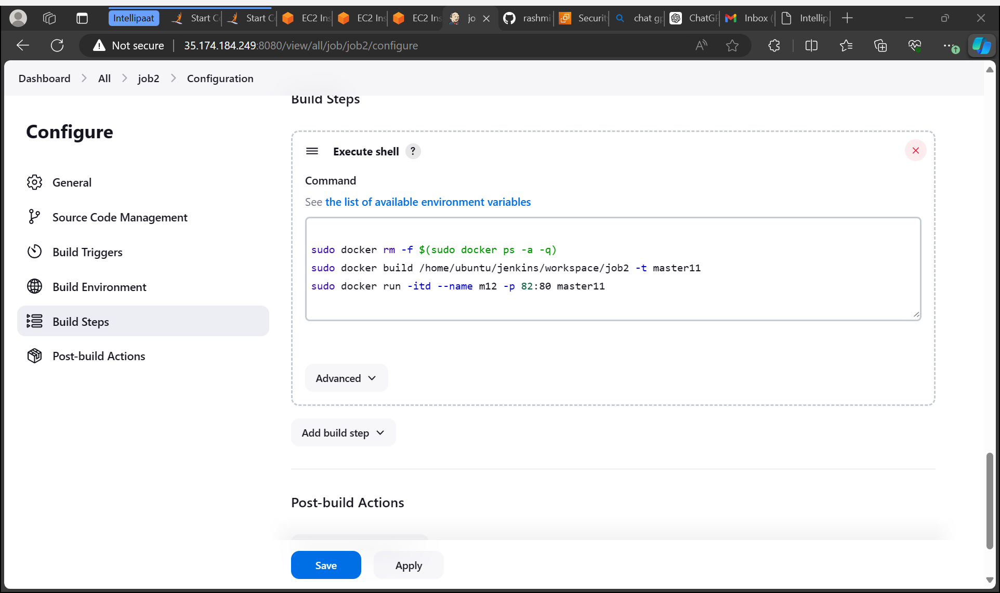 Intellipaat
Start C
Start C
EC2 Ins
EC2 Ins
EC2 Ins
jo
rashmi
Securit
chat gp
ChatGP
Inbox (
Intellip
Not secure
35.174.184.249:8080/view/all/job/job2/configure
Dashboard > All > job2 > Configuration
Build Steps
Configure
General
Source Code Management
Build Triggers
Build Environment
Build Steps
Post-build Actions
Execute shell ?
Command
See the list of available environment variables
sudo docker rm -f $(sudo docker ps -a -q)
sudo docker build /home/ubuntu/jenkins/workspace/job2 -t master11
sudo docker run -itd --name m12 -p 82:80 master11
Advanced
Add build step
Post-build Actions
Save
Apply